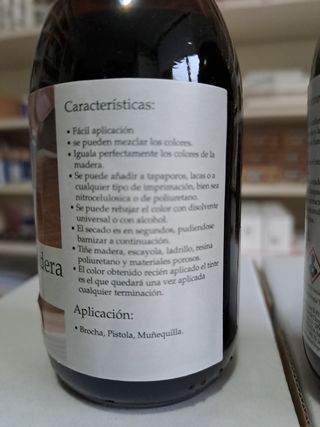 Características:
• Fácil aplicación
• se pueden mezclar los colores.
• Iguala perfectamente los colores de la
madera.
• Se puede añadir a tapaporos, lacas o a
cualquier tipo de imprimación, bien sea
nitrocelulosica o de poliuretano.
• Se puede rebajar el color con disolvente
universal o con alcohol.
• El secado es en segundos, pudiendose
barnizar a continuación.
• Tiñe madera, escayola, ladrillo, resina
poliuretano y materiales porosos.
• El color obtenido recién aplicado el tinte
es el que quedará una vez aplicada
cualquier terminación.
dera
Aplicación:
• Brocha, Pistola, Muñequilla.